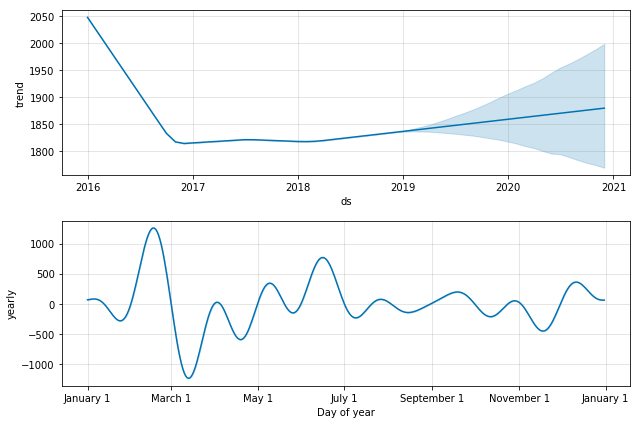 2050
2000
1950
1900
1850
1800
trend
2016 2017 2018 2019 2020 2021
ds
1000
500
0
−500
−1000
yearly
January 1 March 1 May 1 July 1 September 1 November 1 January 1
Day of year